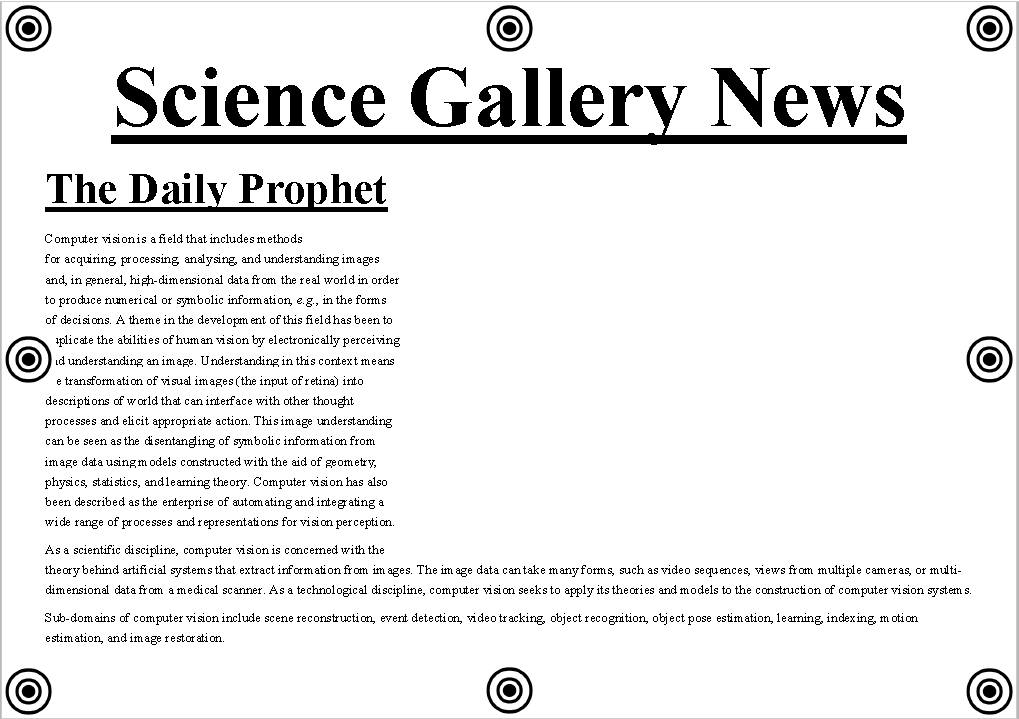 Science Gallery News
The Daily Prophet
Computer vision is a field that includes methods
for acquiring, processing, analysing, and understanding images
and, in general, high-dimensional data from the real world in order
to produce numerical or symbolic information, e.g., in the forms
of decisions. A theme in the development of this field has been to
the abilities of human vision by electronically perceiving
understanding an image. Understanding in this context means
transformation of visual images (the input of retina) into
descriptions of world that can interface with other thought
processes and elicit appropriate action. This image understanding
can be seen as the disentangling of symbolic information from
image data using models constructed with the aid of geometry,
physics, statistics, and learning theory. Computer vision has also
been described as the enterprise of automating and integrating a
wide range of processes and representations for vision perception.
As a scientific discipline, computer vision is concerned with the
theory behind artificial systems that extract information from images. The image data can take many forms, such as video sequences, views from multiple cameras, or multi-
dimensional data from a medical scanner. As a technological discipline, computer vision seeks to apply its theories and models to the construction of computer vision systems.
Sub-domains of computer vision include scene reconstruction, event detection, video tracking, object recognition, object pose estimation, learning, indexing, motion
estimation, and image restoration.